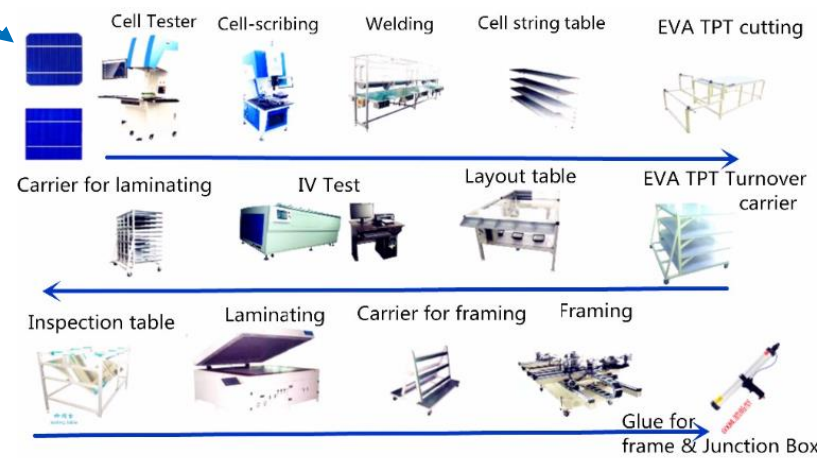 Cell Tester
Cell-scribing
Welding
Cell string table
EVA TPT cutting
Carrier for laminating
IV Test
Layout table
EVA TPT Turnover
carrier
Inspection table
Laminating
Carrier for framing
Framing
Glue for
frame & Junction Box